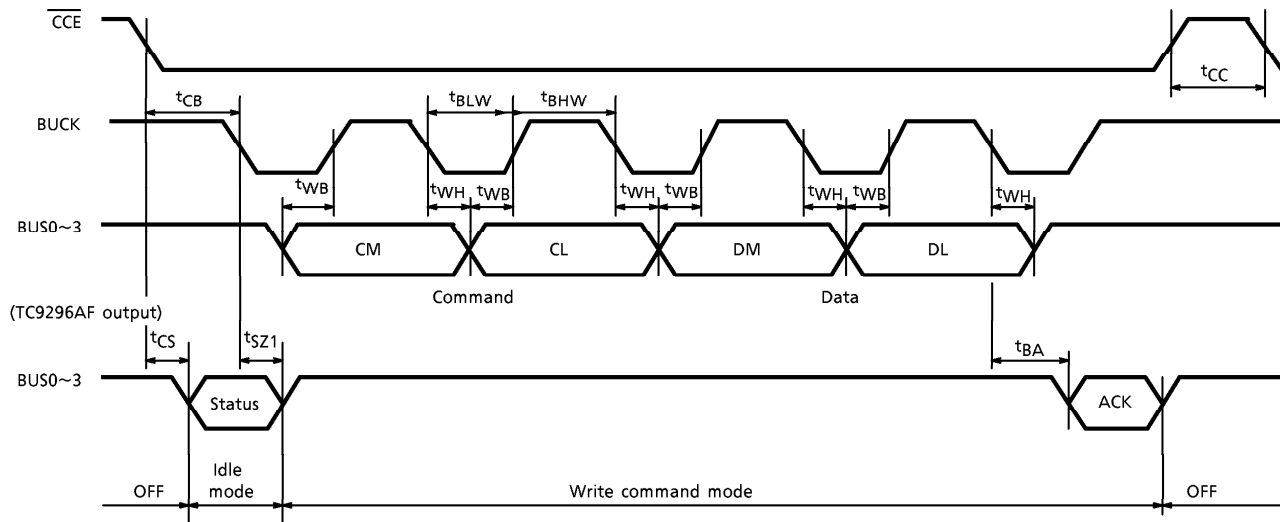 CCE
tCC
tCB
tBLW
tBHW
BUCK
tWB
tWH
tWB
tWH
tWB
tWH
tWB
tWH
BUS0~3
CM
CL
DM
DL
Command
Data
(TC9296AF output)
tCS
tSZ1
tBA
BUS0~3
Status
ACK
OFF
Idle
mode
Write command mode
OFF